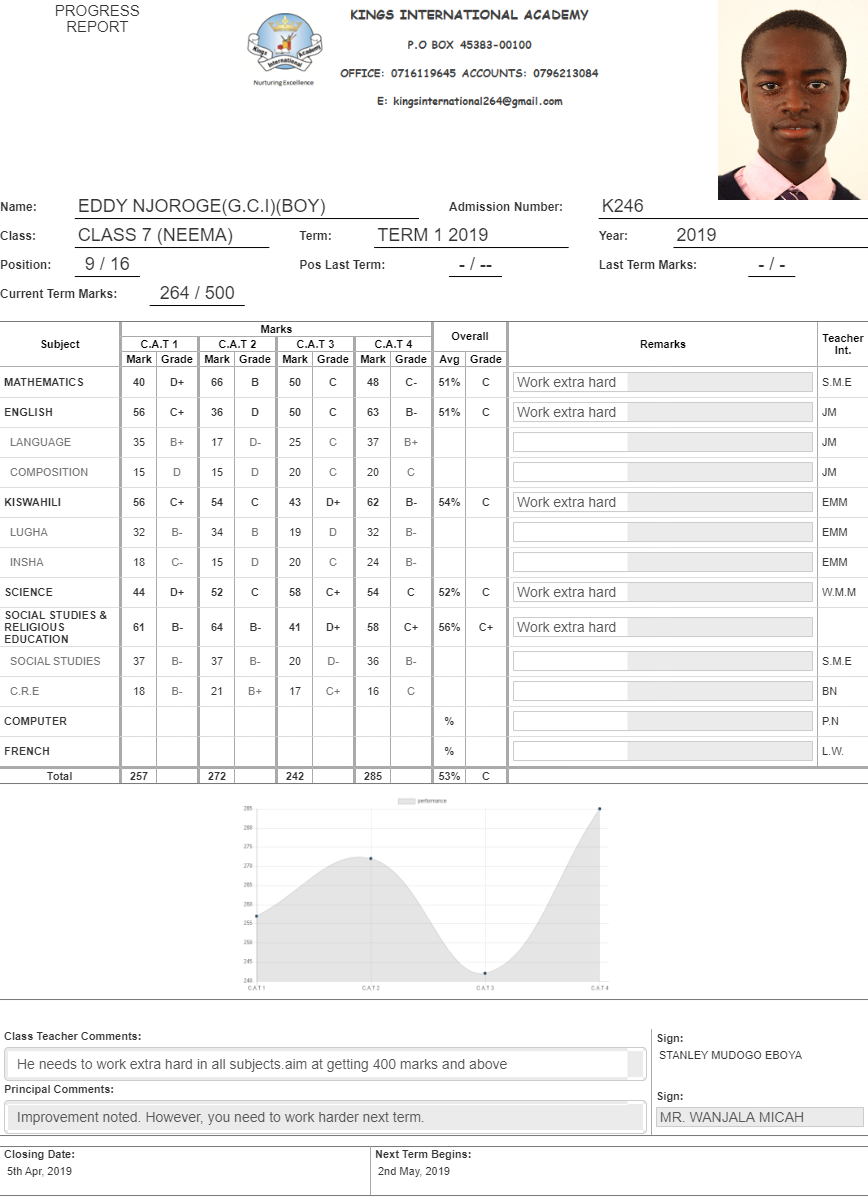 PROGRESS
REPORT
KINGS INTERNATIONAL ACADEMY
P.O BOX 45383-00100
OFFICE: 0716119645 ACCOUNTS: 0796213084
E: kingsinternational264@gmail.com
Kings Academy
International
Nurturing Excellence
Name: EDDY NJOROGE(G.C.I)(BOY) Admission Number: K246
Class: CLASS 7 (NEEMA) Term: TERM 1 2019 Year: 2019
Position: 9 / 16 Pos Last Term: - / -- Last Term Marks: - / -
Current Term Marks: 264 / 500
Subject Marks Overall Remarks Teacher Int.
C.A.T 1 C.A.T 2 C.A.T 3 C.A.T 4
Mark Grade Mark Grade Mark Grade Mark Grade Avg Grade
MATHEMATICS 40 D+ 66 B 50 C 48 C- 51% C Work extra hard S.M.E
ENGLISH 56 C+ 36 D 50 C 63 B- 51% C Work extra hard JM
LANGUAGE 35 B+ 17 D- 25 C 37 B+ JM
COMPOSITION 15 D 15 D 20 C 20 C JM
KISWAHILI 56 C+ 54 C 43 D+ 62 B- 54% C Work extra hard EMM
LUGHA 32 B- 34 B 19 D 32 B- EMM
INSHA 18 C- 15 D 20 C 24 B- EMM
SCIENCE 44 D+ 52 C 58 C+ 54 C 52% C Work extra hard W.M.M
SOCIAL STUDIES &
RELIGIOUS
EDUCATION 61 B- 64 B- 41 D+ 58 C+ 56% C+ Work extra hard
SOCIAL STUDIES 37 B- 37 B- 20 D- 36 B- S.M.E
C.R.E 18 B- 21 B+ 17 C+ 16 C BN
COMPUTER % P.N
FRENCH % L.W.
Total 257 272 242 285 53% C
performance
285
280
275
270
265
260
255
250
245
240
CAT1 CAT2 CAT3 CAT4
Class Teacher Comments: Sign:
He needs to work extra hard in all subjects.aim at getting 400 marks and above STANLEY MUDOGO EBOYA
Principal Comments: Sign:
Improvement noted. However, you need to work harder next term. MR. WANJALA MICAH
Closing Date: Next Term Begins:
5th Apr, 2019 2nd May, 2019